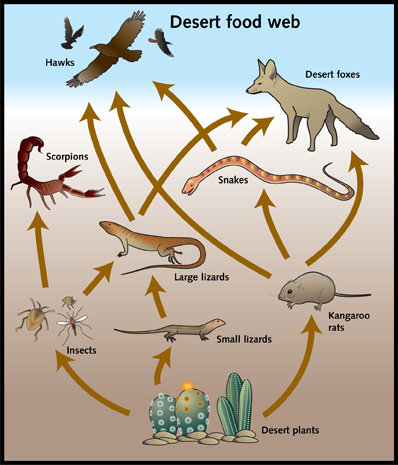 Desert food web
Hawks
Desert foxes
Scorpions
Snakes
Large lizards
Kangaroo
rats
Insects
Small lizards
Desert plants